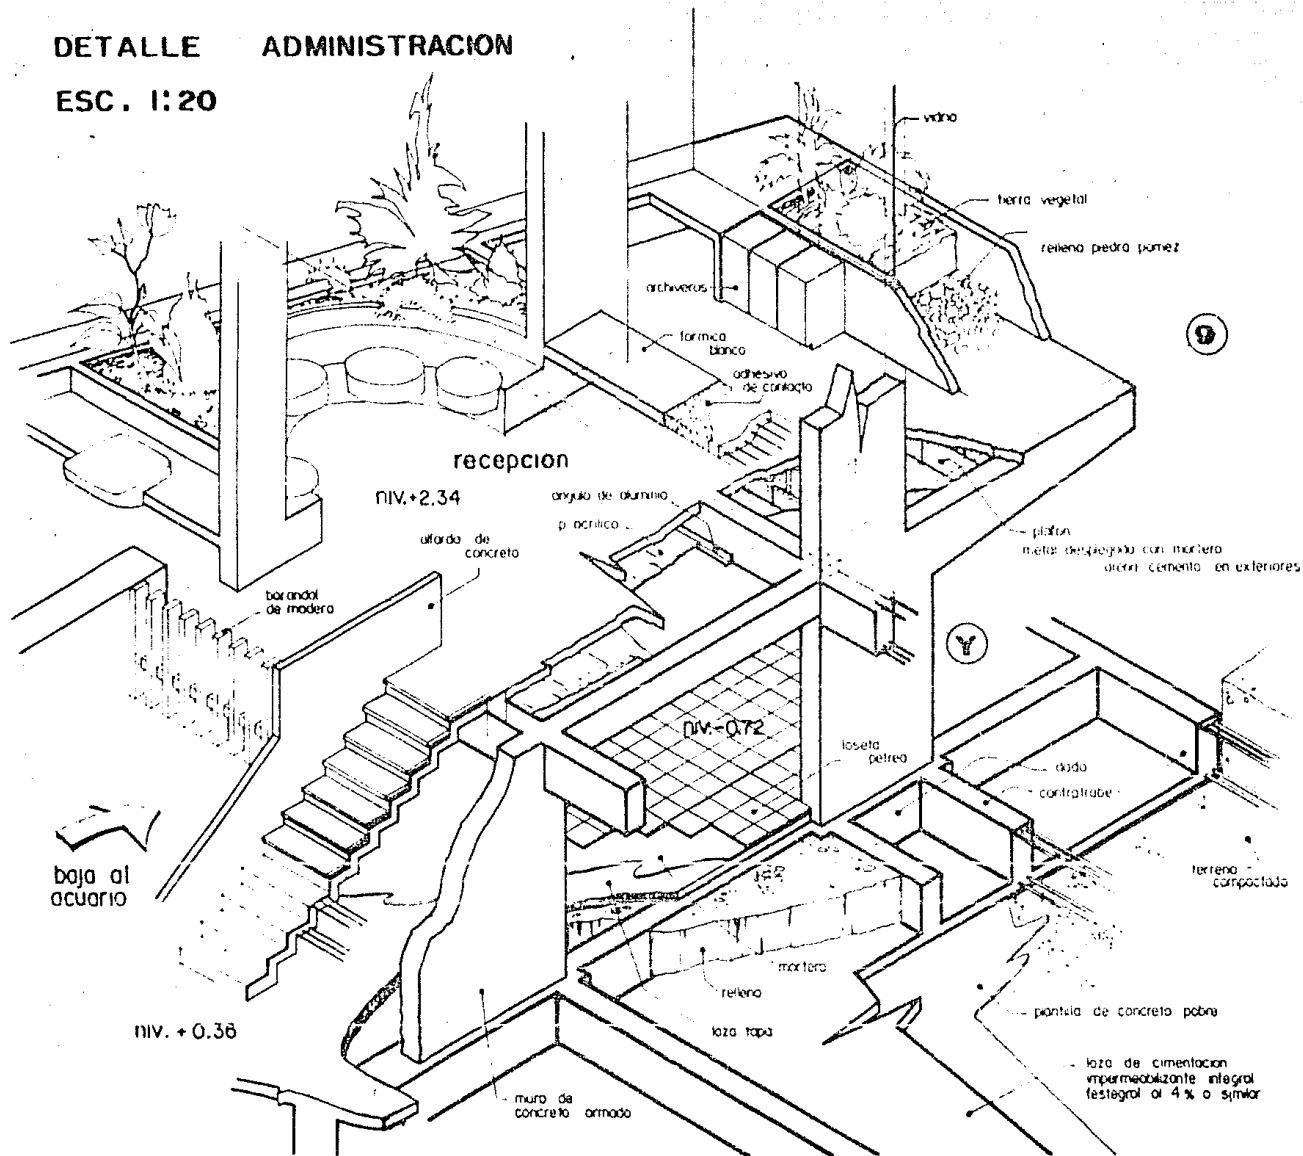 DETALLE ADMINISTRACION
ESC. 1:20
vidrio
tierra vegetal
relleno piedra pomez
archiveros
formica
blanca
adhesivo
de contacto
9
recepcion
NIV.+2.34
angulo de aluminio
p acrilico
alfarda de
concreto
plafon
metal desplegado con mortero
arena cemento en exteriores
barandal
de madera
Y
NIV.-0.72
loseta
petrea
dado
contratrabe
baja al
acuario
terreno
compactado
mortero
relleno
loza tapa
NIV. + 0.36
plantilla de concreto pobre
muro de
concreto armado
loza de cimentacion
impermeabilizante integral
festegral al 4% o similar